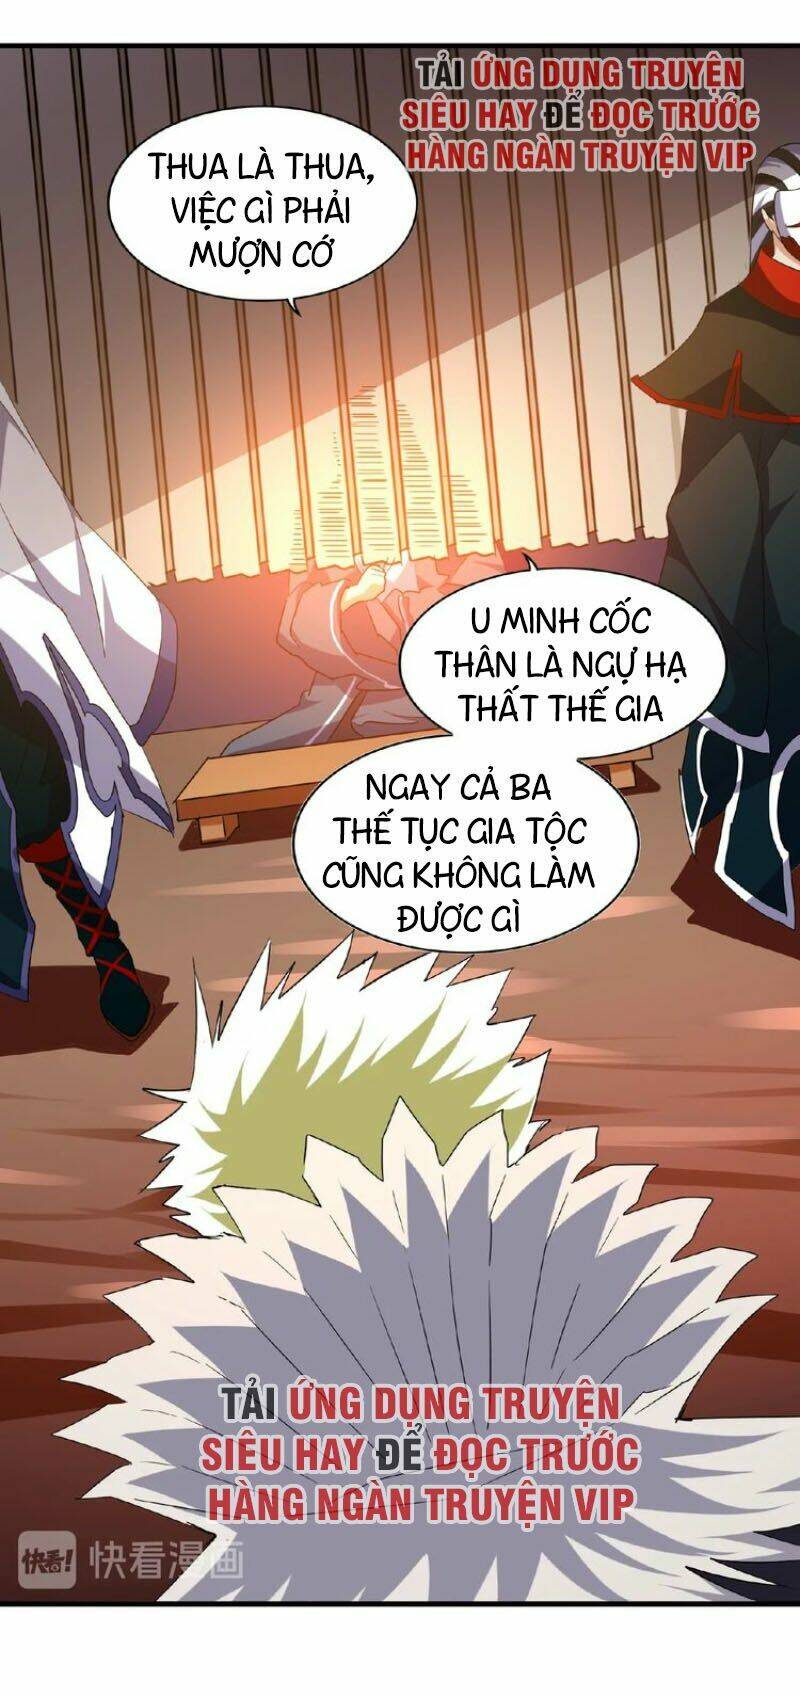 TẢI ỨNG DỤNG TRUYỆN
SIÊU HAY ĐỂ ĐỌC TRƯỚC
HÀNG NGÀN TRUYỆN VIP
THUA LÀ THUA,
VIỆC GÌ PHẢI
MƯỢN CỚ
U MINH CỐC
THÂN LÀ NGỰ HẠ
THẤT THẾ GIA
NGAY CẢ BA
THẾ TỤC GIA TỘC
CŨNG KHÔNG LÀM
ĐƯỢC GÌ
TẢI ỨNG DỤNG TRUYỆN
SIÊU HAY ĐỂ ĐỌC TRƯỚC
HÀNG NGÀN TRUYỆN VIP
快看! 快看漫画